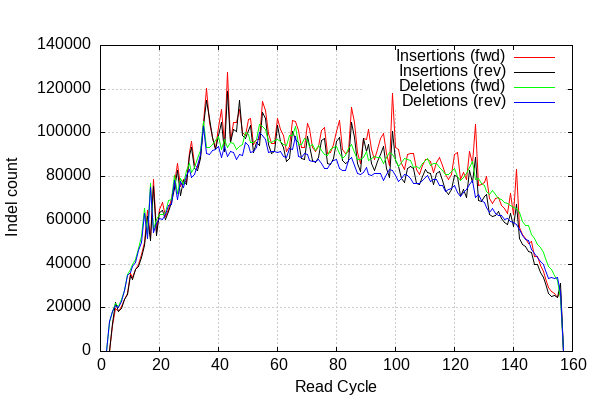 140000
120000
100000
80000
60000
40000
20000
0
Indel count
Insertions (fwd)
Insertions (rev)
Deletions (fwd)
Deletions (rev)
0 20 40 60 80 100 120 140 160
Read Cycle